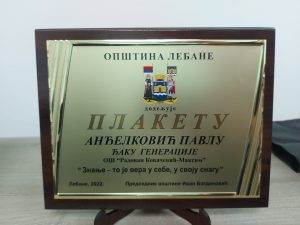 ОПШТИНА ЛЕБАНЕ
додељује
ПЛАКЕТУ
АНЂЕЛКОВИЋ ПАВЛУ
ЂАКУ ГЕНЕРАЦИЈЕ
ОШ "Радован Ковачевић-Максим"
" Знање – то је вера у себе, у своју снагу"
Лебане, 2022. Председник општине Иван Богдановић